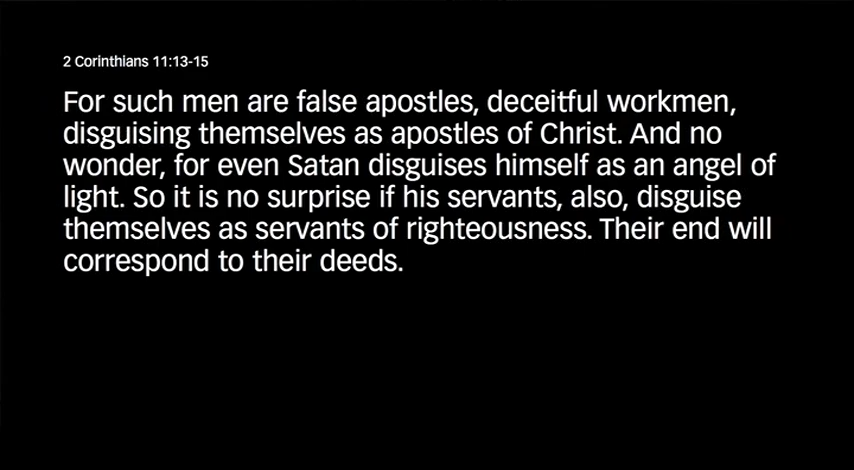 2 Corinthians 11:13-15
For such men are false apostles, deceitful workmen,
disguising themselves as apostles of Christ. And no
wonder, for even Satan disguises himself as an angel of
light. So it is no surprise if his servants, also, disguise
themselves as servants of righteousness. Their end will
correspond to their deeds.